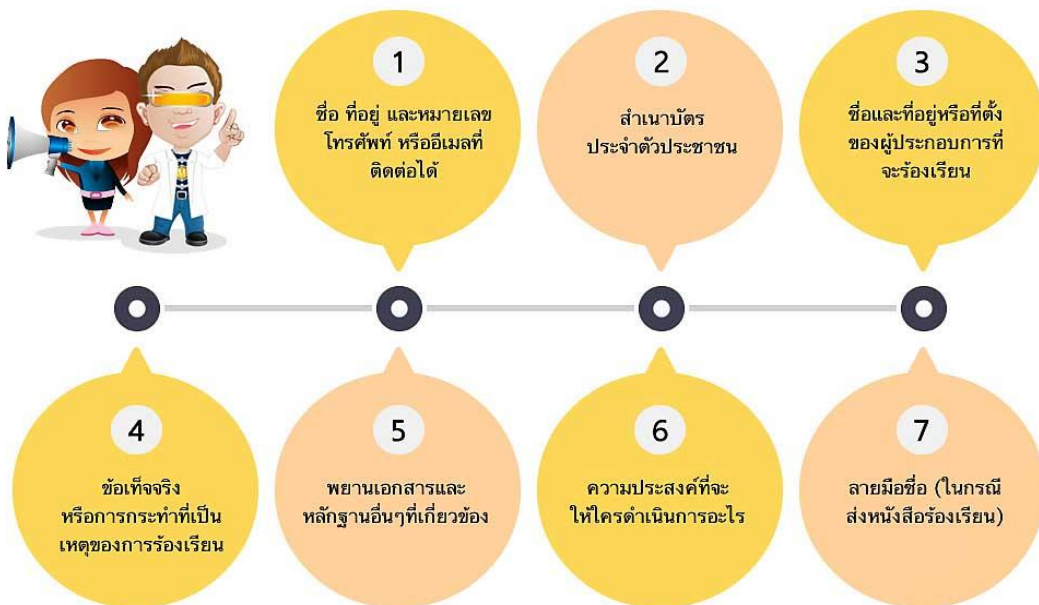 1
ชื่อ ที่อยู่ และหมายเลข
โทรศัพท์ หรืออีเมลที่
ติดต่อได้
2
สำเนาบัตร
ประจำตัวประชาชน
3
ชื่อและที่อยู่หรือที่ตั้ง
ของผู้ประกอบการที่
จะร้องเรียน
4
ข้อเท็จจริง
หรือการกระทำที่เป็น
เหตุของการร้องเรียน
5
พยานเอกสารและ
หลักฐานอื่นๆที่เกี่ยวข้อง
6
ความประสงค์ที่จะ
ให้ใครดำเนินการอะไร
7
ลายมือชื่อ (ในกรณี
ส่งหนังสือร้องเรียน)